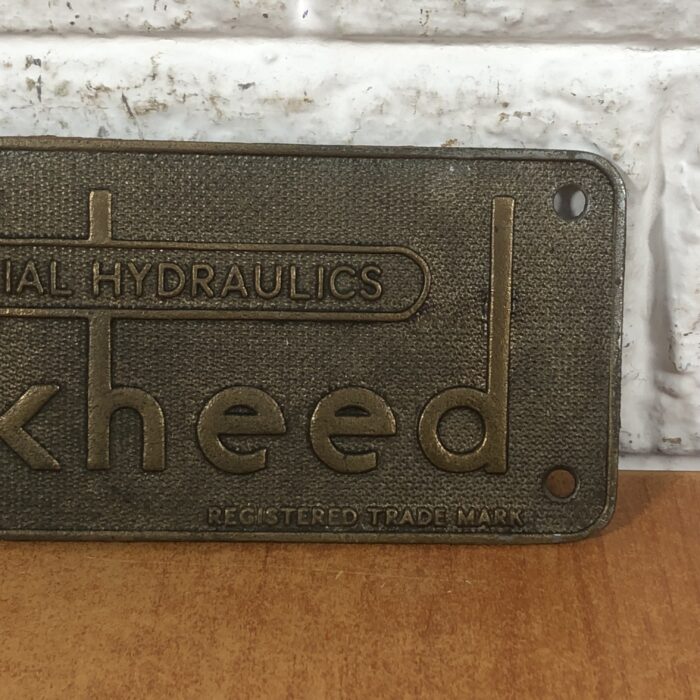 IAL HYDRAULICS
kheed
REGISTERED TRADE MARK